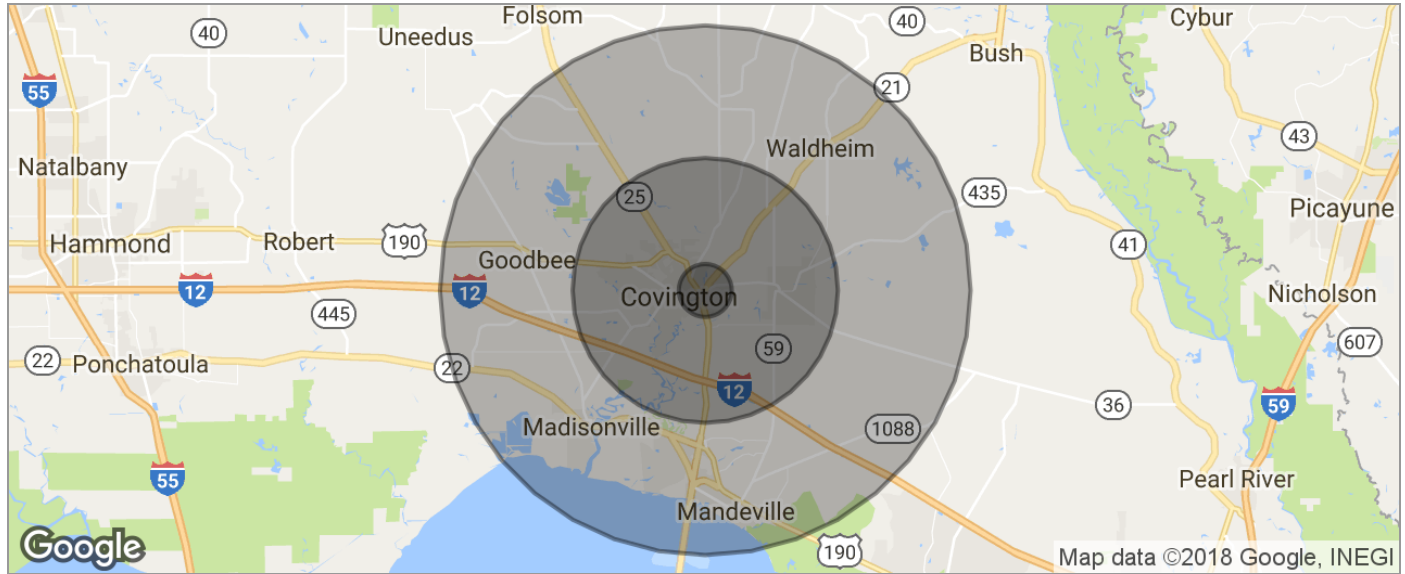 Folsom
Cybur
40
40
Uneedus
Bush
55
21
43
Waldheim
Natalbany
25
435
Picayune
190
41
Hammond
Robert
Goodbee
12
12
Covington
Nicholson
445
59
607
22
Ponchatoula
22
12
36
59
Madisonville
1088
55
Pearl River
Mandeville
Google
190
Map data ©2018 Google, INEGI